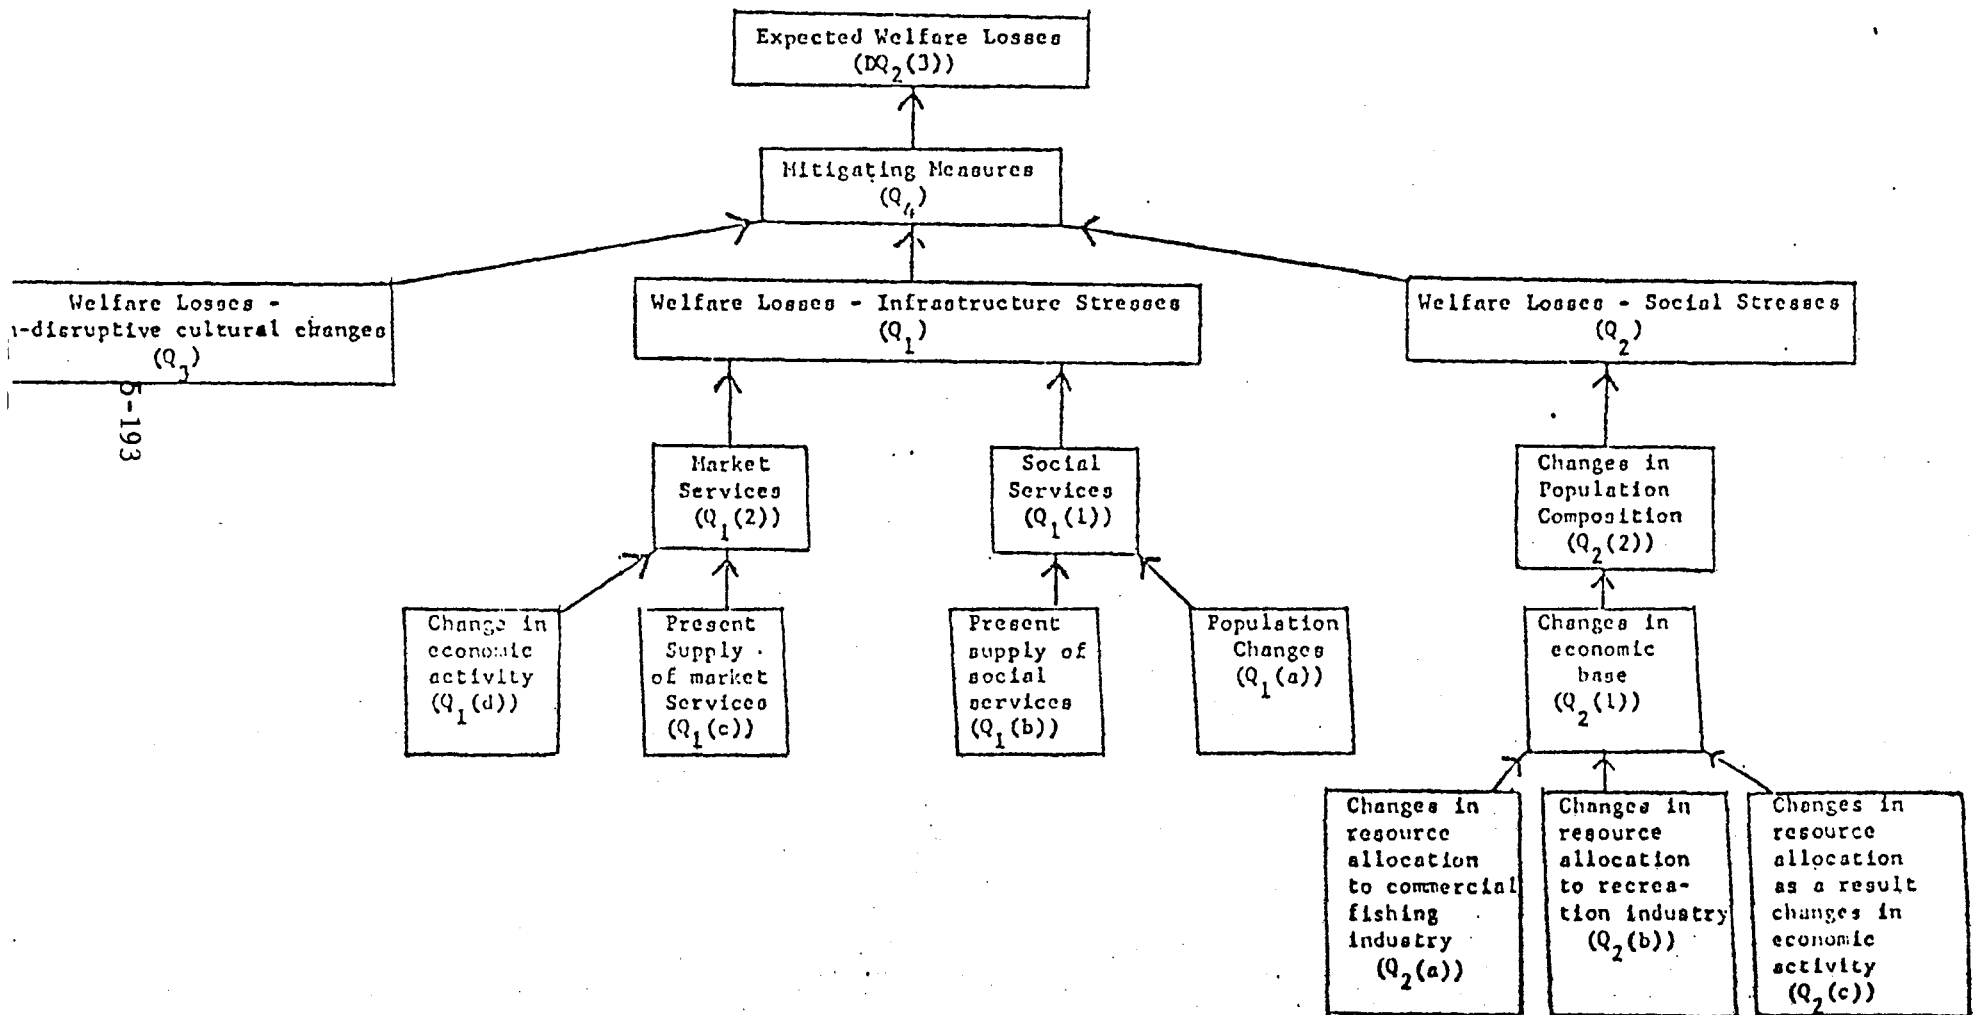 Expected Welfare Losses
(DQ2(3))
Mitigating Measures
(Q4)
Welfare Losses -
-disruptive cultural changes
(Q3)
Welfare Losses - Infrastructure Stresses
(Q1)
Welfare Losses - Social Stresses
(Q2)
5-193
Market
Services
(Q1(2))
Social
Services
(Q1(1))
Changes in
Population
Composition
(Q2(2))
Change in
economic
activity
(Q1(d))
Present
Supply
of market
Services
(Q1(c))
Present
supply of
social
services
(Q1(b))
Population
Changes
(Q1(a))
Changes in
economic
base
(Q2(1))
Changes in
resource
allocation
to commercial
fishing
industry
(Q2(a))
Changes in
resource
allocation
to recrea-
tion industry
(Q2(b))
Changes in
resource
allocation
as a result
changes in
economic
activity
(Q2(c))